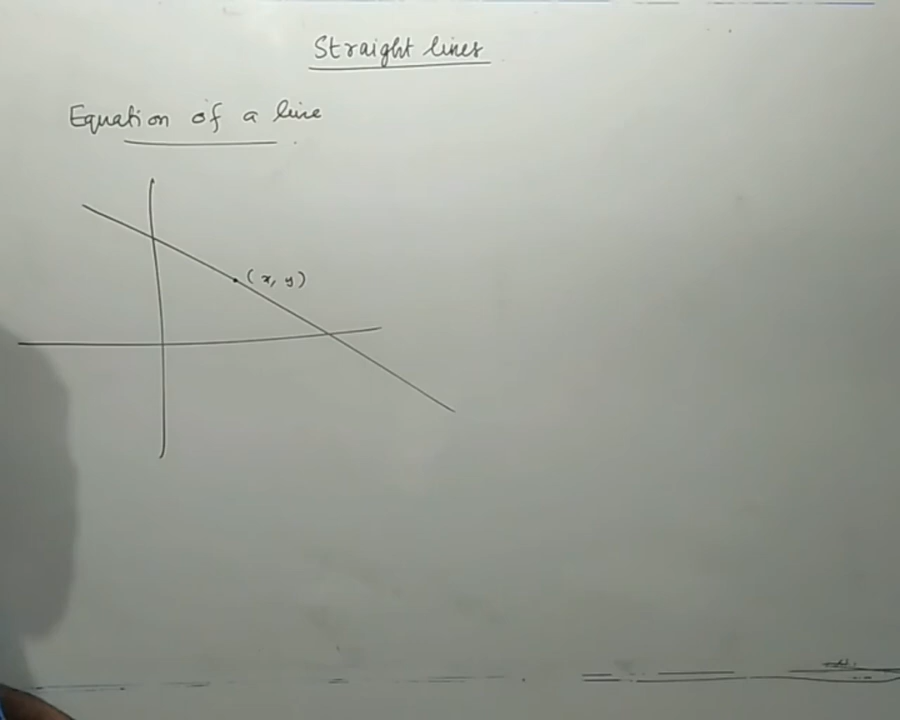 Straight lines
Equation of a line
(x, y)